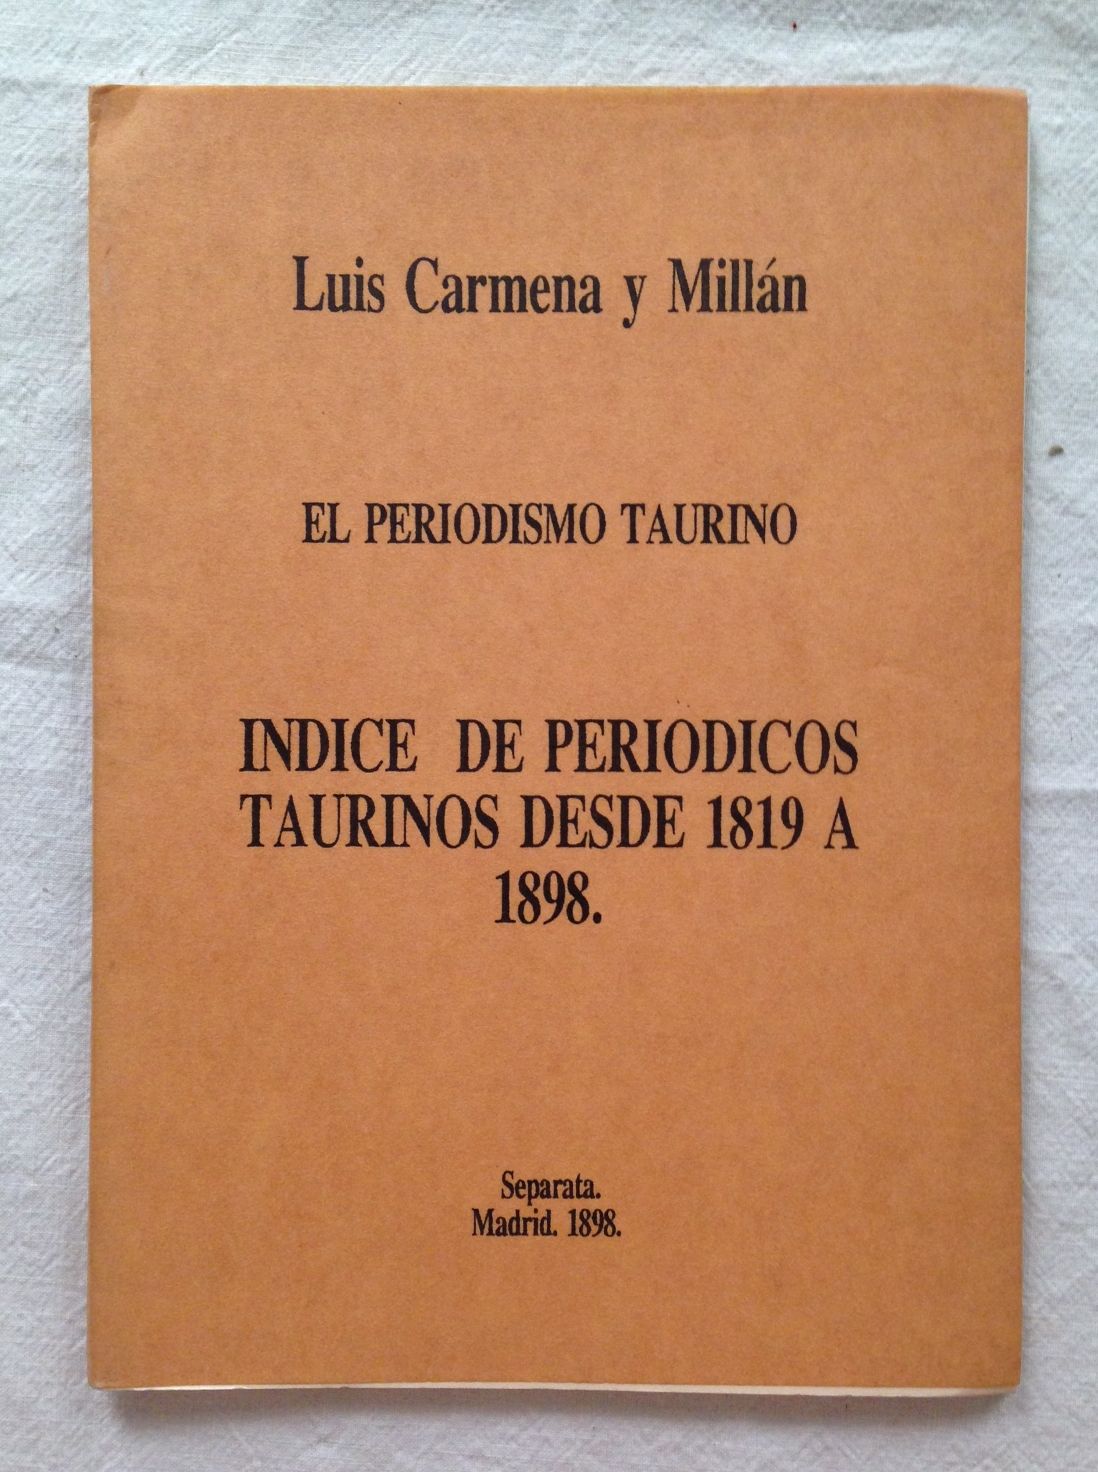 Luis Carmena y Millán
EL PERIODISMO TAURINO
INDICE DE PERIODICOS
TAURINOS DESDE 1819 A
1898.
Separata.
Madrid. 1898.